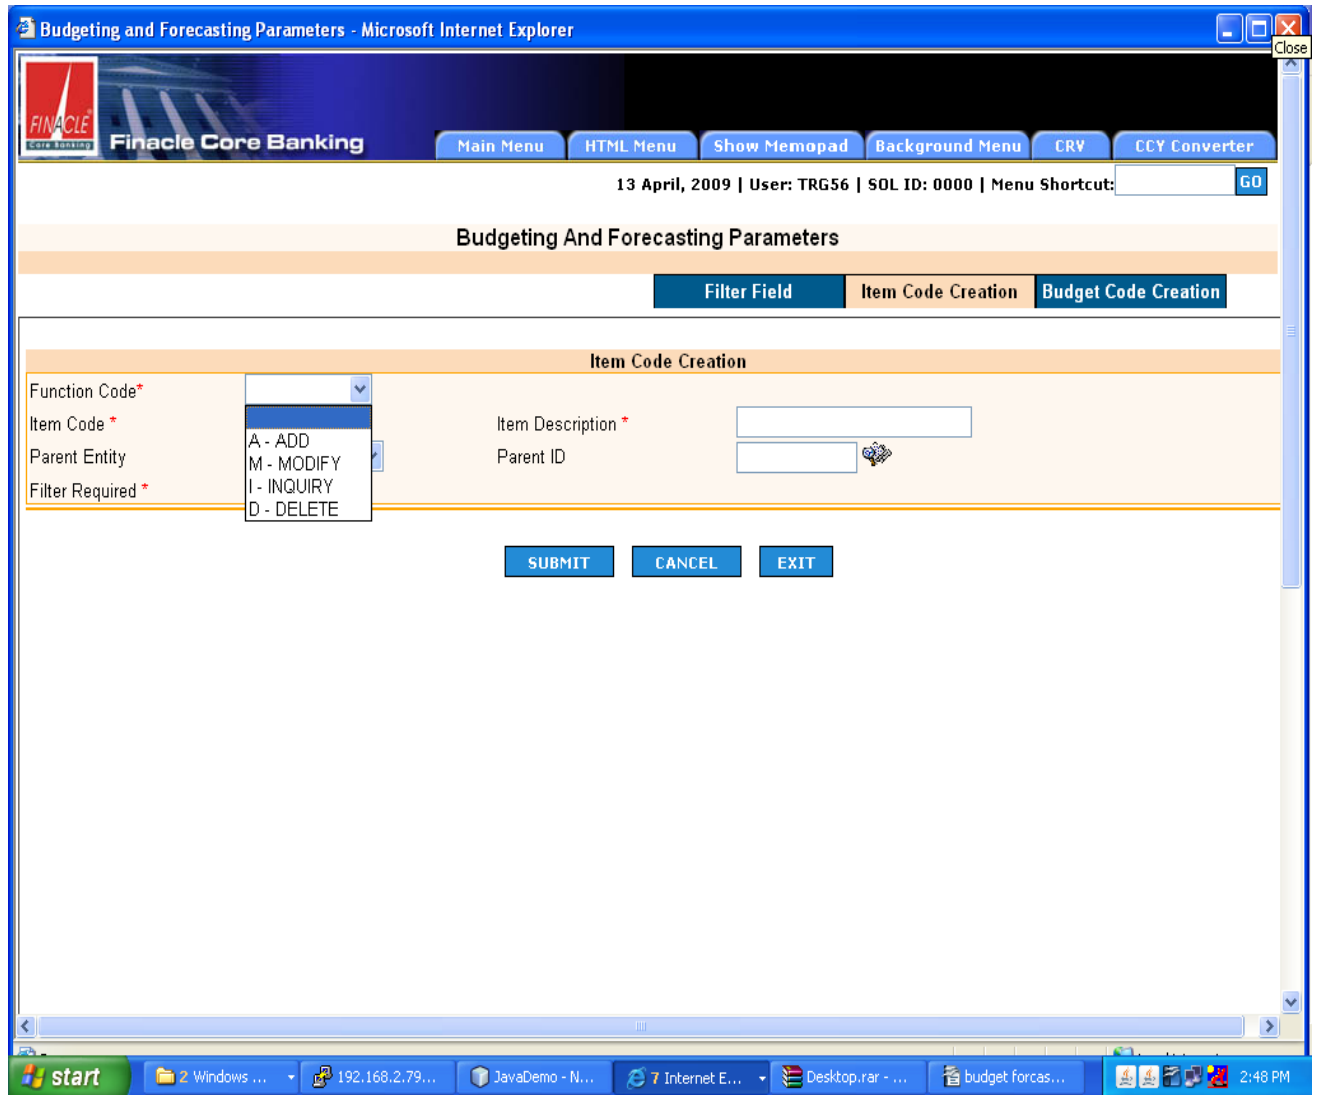 Budgeting and Forecasting Parameters - Microsoft Internet Explorer
Close
FINACLE
Core Banking
Finacle Core Banking
Main Menu HTML Menu Show Memopad Background Menu CRV CCY Converter
13 April, 2009 | User: TRG56 | SOL ID: 0000 | Menu Shortcut: GO
Budgeting And Forecasting Parameters
Filter Field Item Code Creation Budget Code Creation
Item Code Creation
Function Code*
Item Code * Item Description *
A - ADD
Parent Entity Parent ID
M - MODIFY
I - INQUIRY
Filter Required *
D - DELETE
SUBMIT CANCEL EXIT
start 2 Windows ... 192.168.2.79... JavaDemo - N... 7 Internet E... Desktop.rar - ... budget forcas... 2:48 PM